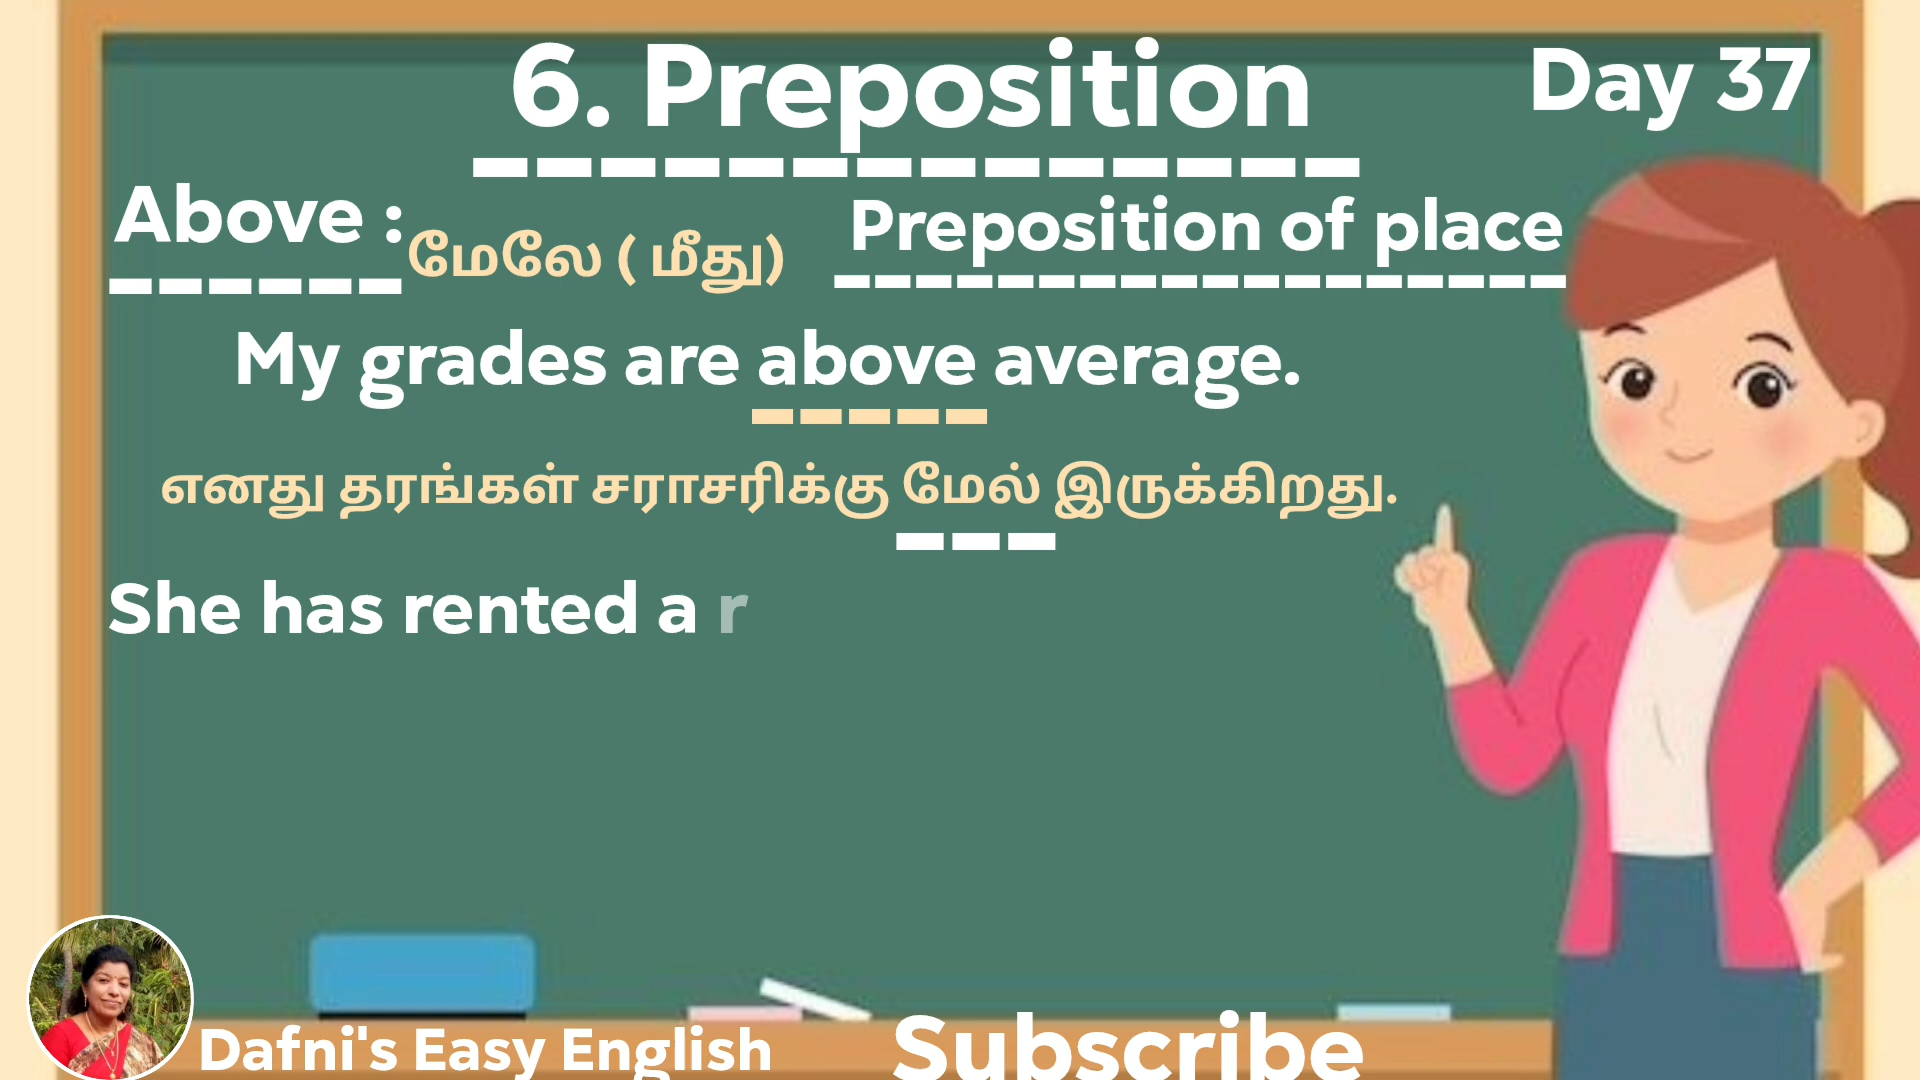 6. Preposition
Day 37
Above : மேலே ( மீது)
Preposition of place
My grades are above average.
எனது தரங்கள் சராசரிக்கு மேல் இருக்கிறது.
She has rented a r
Dafni's Easy English
Subscribe